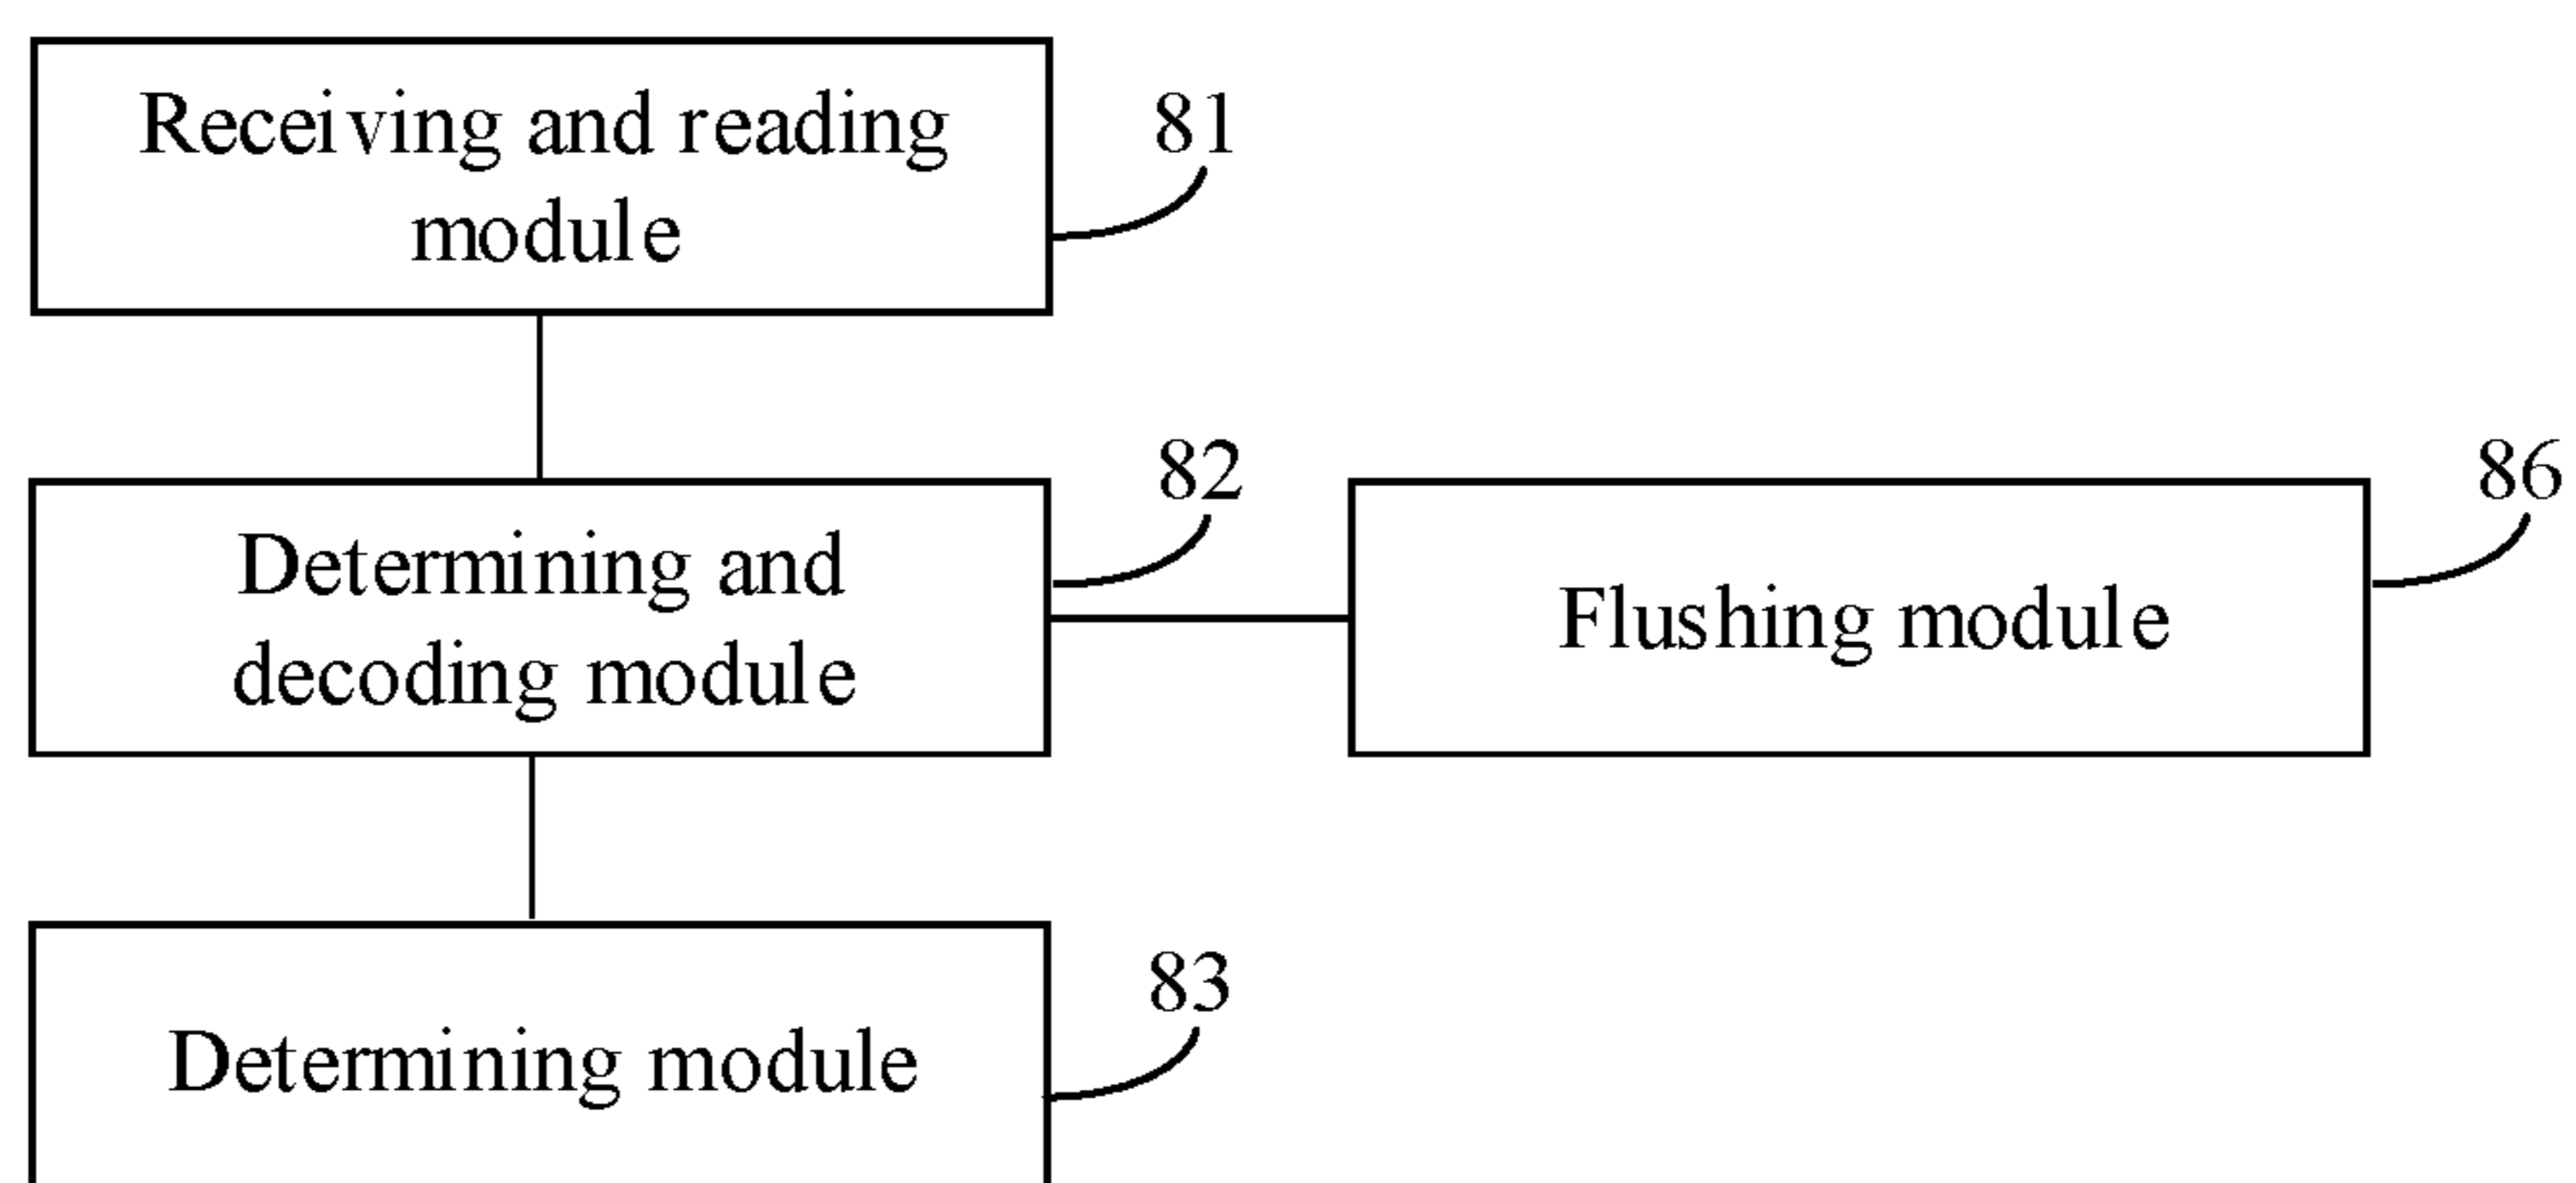 Receiving and reading
module
81
Determining and
decoding module
82
Flushing module
86
Determining module
83